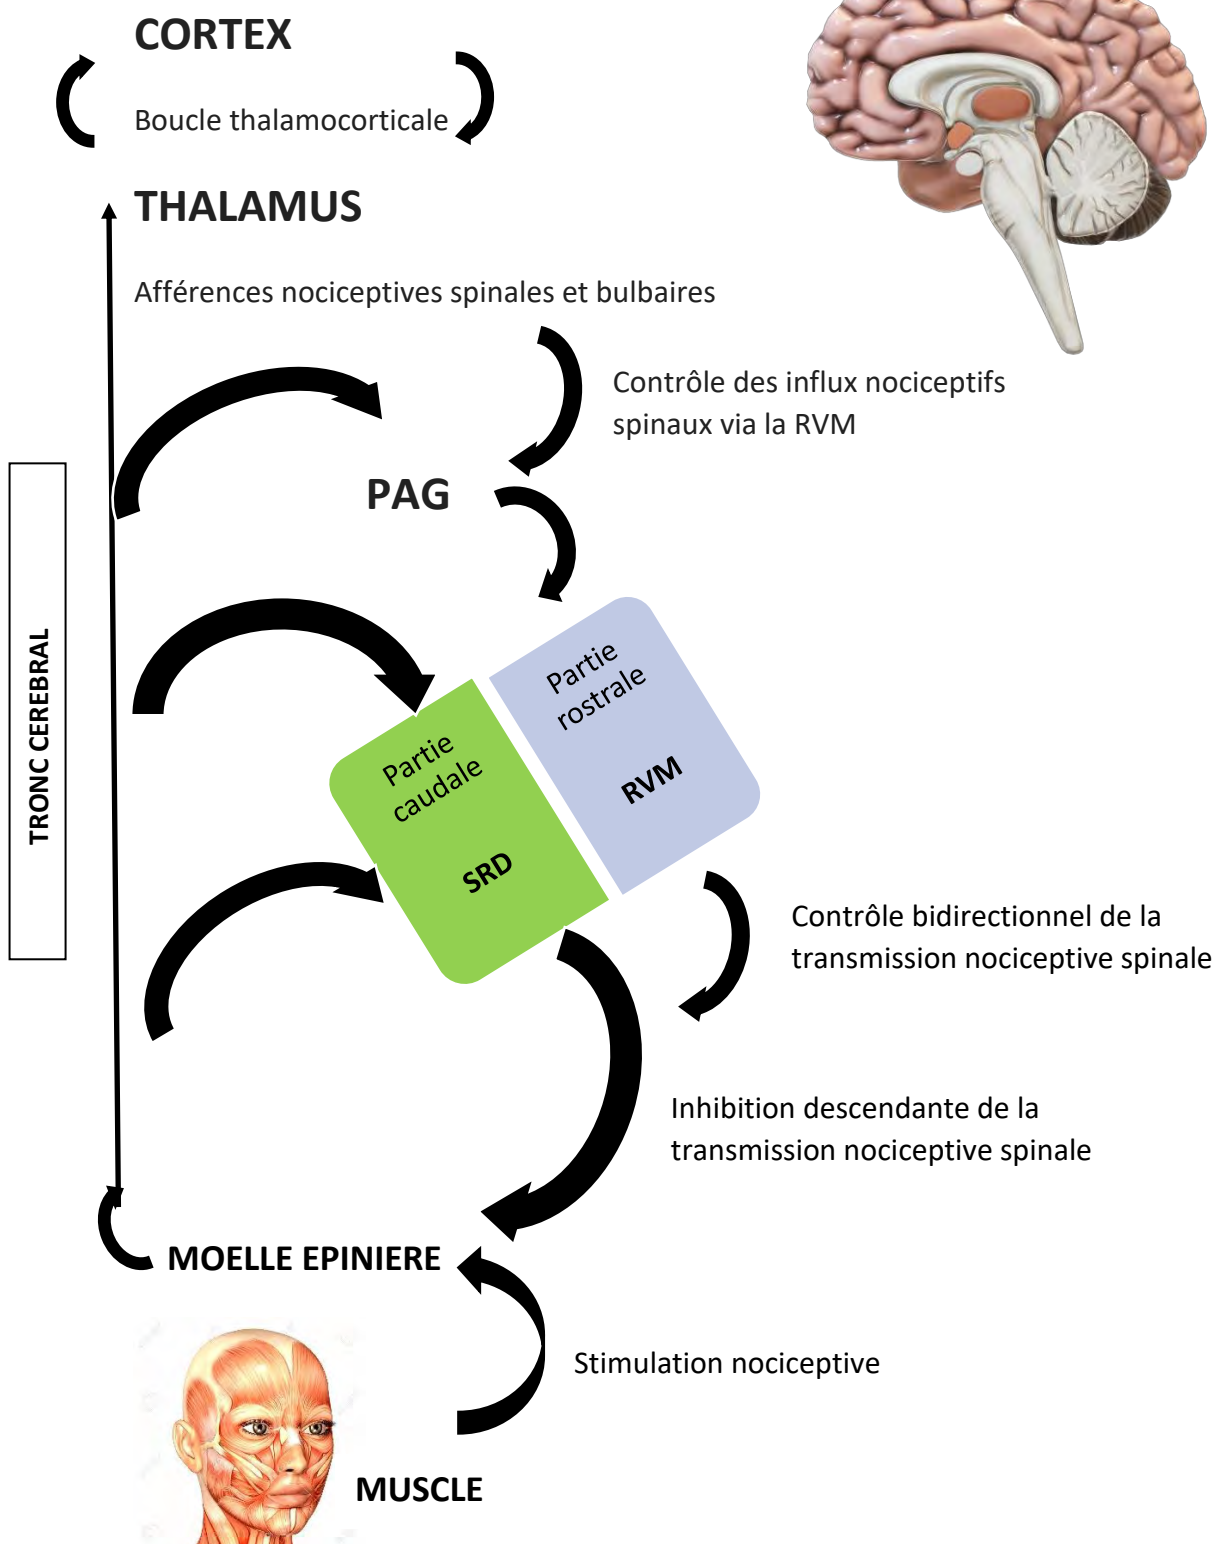 CORTEX
Boucle thalamocorticale
THALAMUS
Afférences nociceptives spinales et bulbaires
Contrôle des influx nociceptifs
spinaux via la RVM
PAG
TRONC CEREBRAL
Partie
rostrale
RVM
Partie
caudale
SRD
Contrôle bidirectionnel de la
transmission nociceptive spinale
Inhibition descendante de la
transmission nociceptive spinale
MOELLE EPINIERE
Stimulation nociceptive
MUSCLE